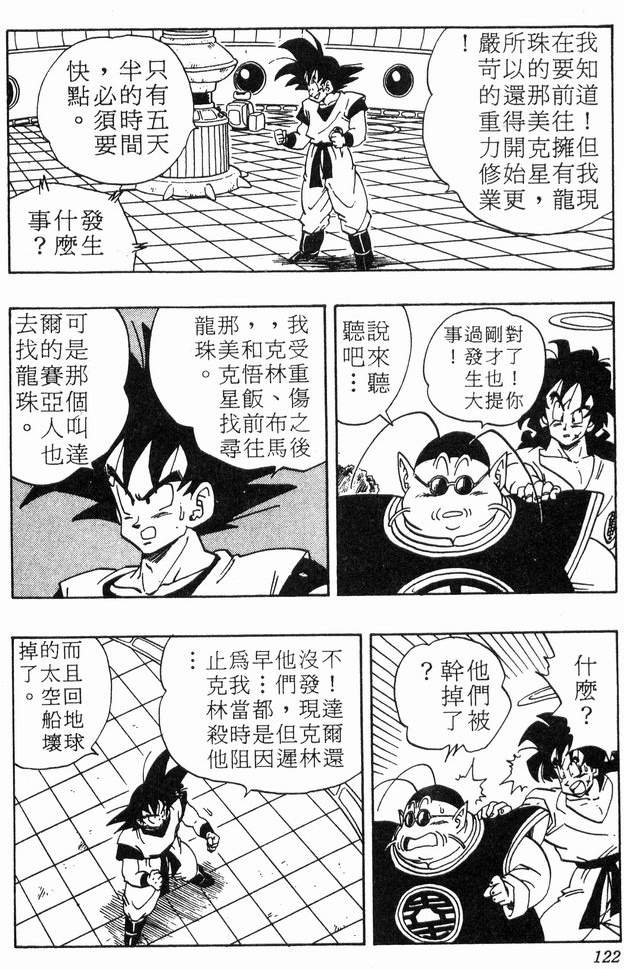 我知道！但我現
在要前往擁有龍
珠的那美克星，
所以還得開始更
嚴苛的重力修業
！
只有五天
半的時間
，必須要
快點。
發生
什麼
事？
對了！你
剛才也提
過發生大
事！
說來聽
聽吧…
我受重傷之後
，克林、布馬
，和悟飯前往
那美克星找尋
龍珠。
可是那個叫達
爾的賽亞人也
去找龍珠。
什麼？
他們被
幹掉了
？
不！達爾還
沒發現克林
他們，但遲
早…都是因
爲我當時阻
止克林殺他
…
而且回地球
的太空船壞
掉了。
122